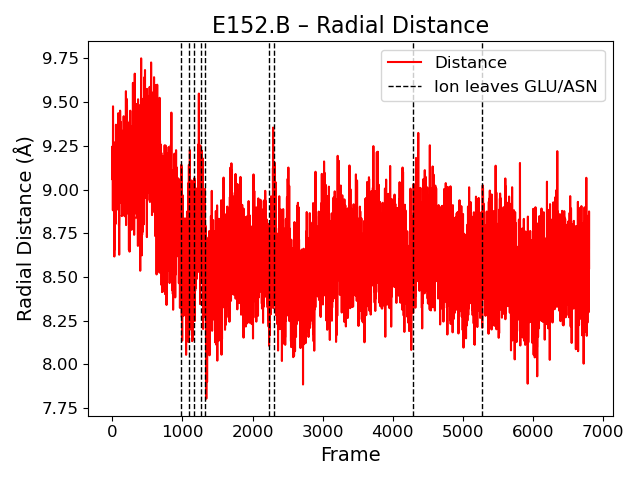 E152.B – Radial Distance
Distance
Ion leaves GLU/ASN
Radial Distance (Å)
9.75
9.50
9.25
9.00
8.75
8.50
8.25
8.00
7.75
0 1000 2000 3000 4000 5000 6000 7000
Frame